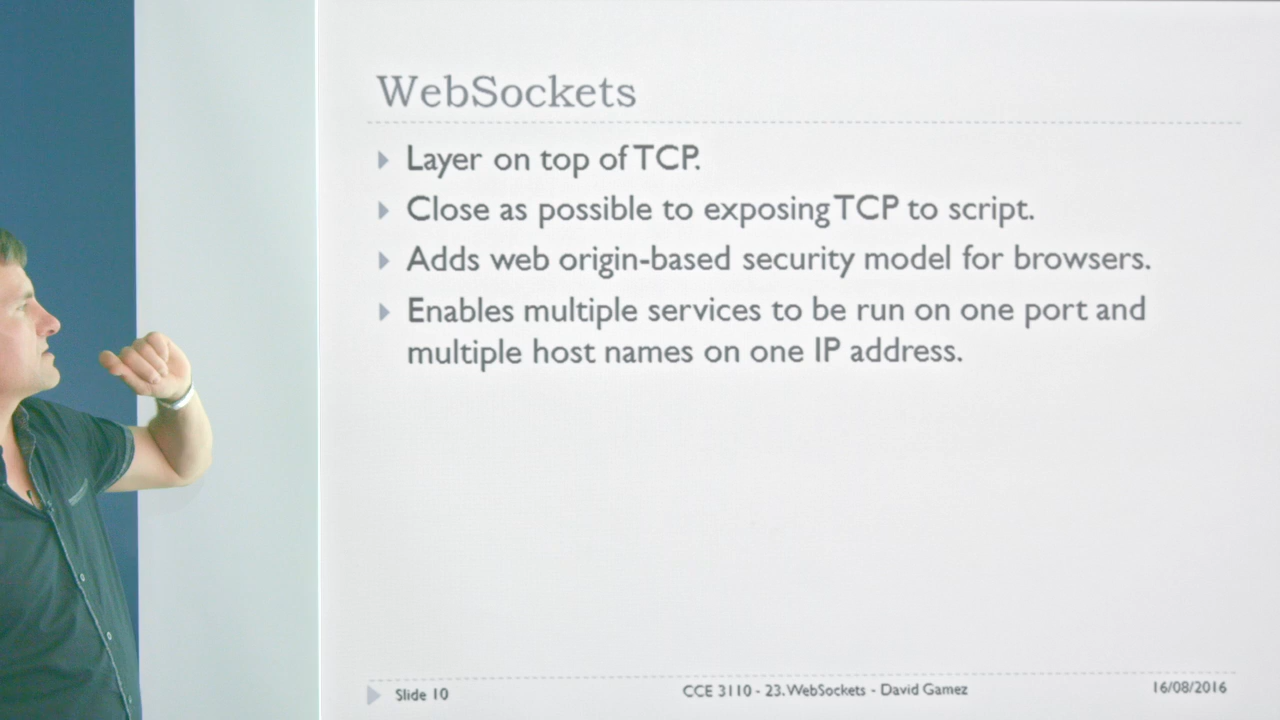 WebSockets
Layer on top of TCP.
Close as possible to exposing TCP to script.
Adds web origin-based security model for browsers.
Enables multiple services to be run on one port and
multiple host names on one IP address.
Slide 10
CCE 3110 - 23. WebSockets - David Gamez
16/08/2016